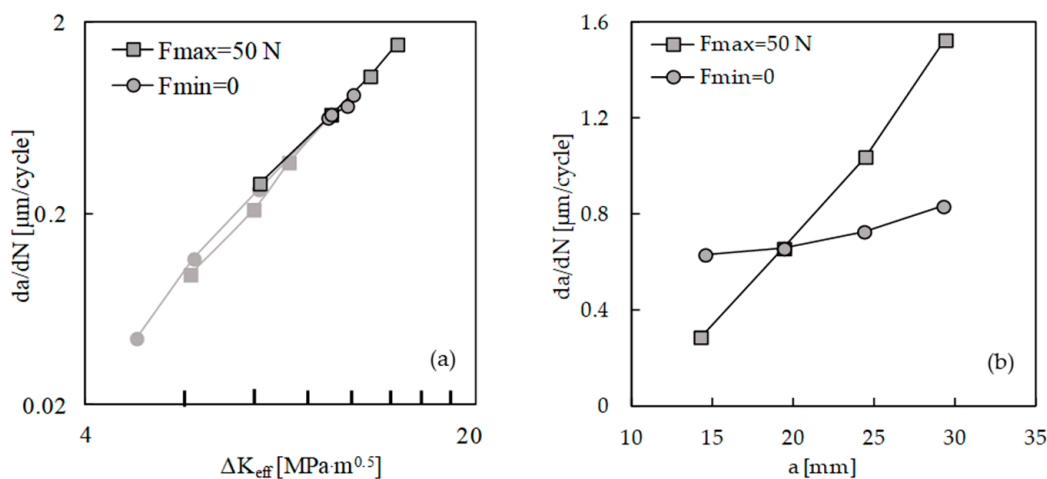 2
Fmax=50 N
Fmin=0
da/dN [µm/cycle]
0.2
(a)
0.02
4
20
ΔKeff [MPa·m0.5]
1.6
Fmax=50 N
Fmin=0
1.2
da/dN [µm/cycle]
0.8
0.4
(b)
0
10
15
20
25
30
35
a [mm]